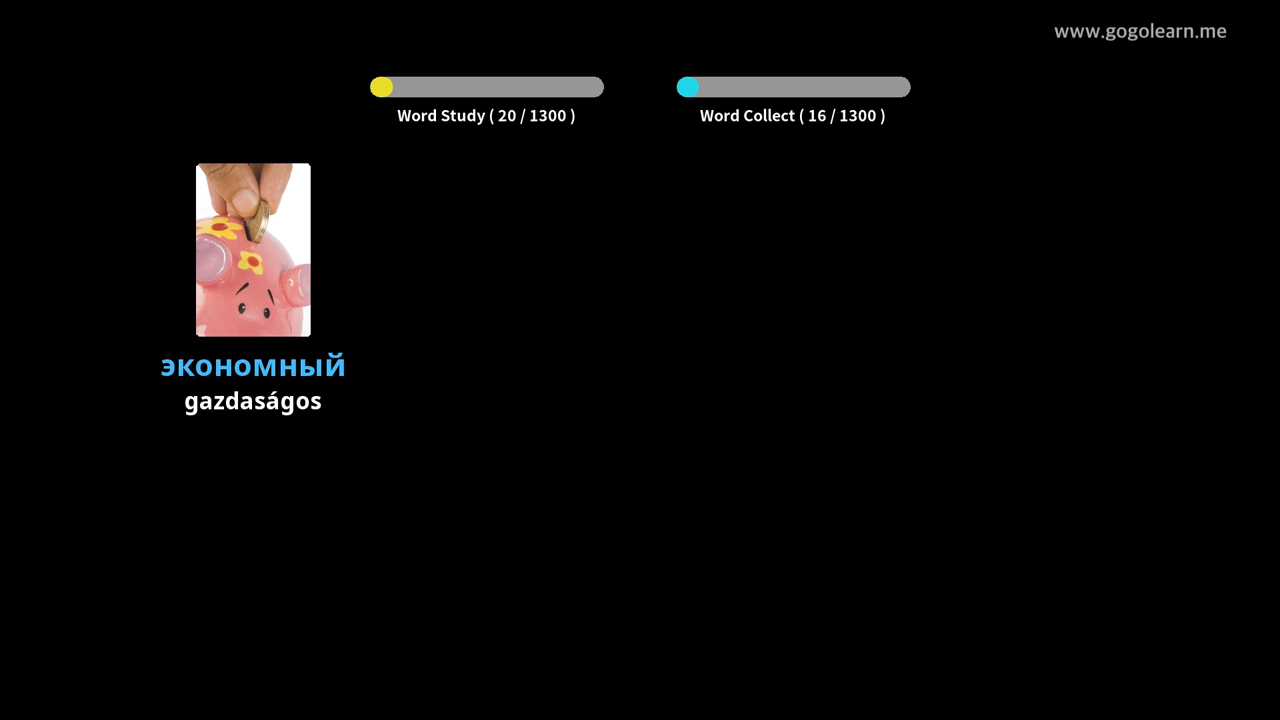 www.gogolearn.me
Word Study ( 20 / 1300 )
Word Collect ( 16 / 1300 )
экономный
gazdaságos